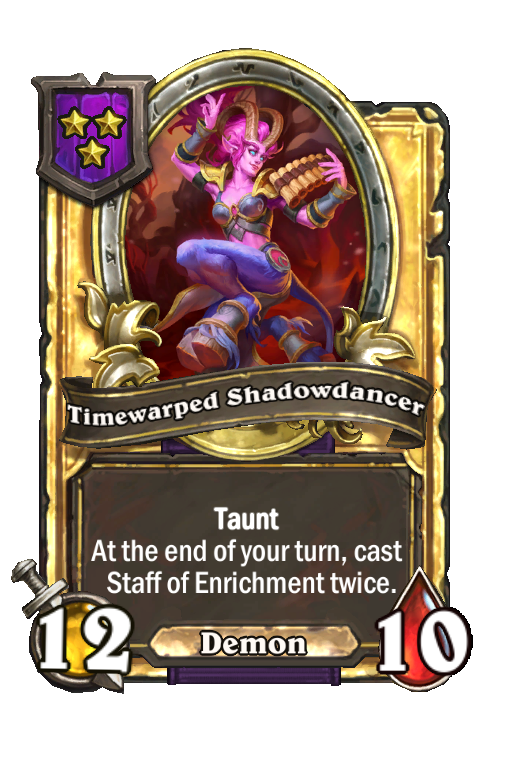 Timewarped Shadowdancer
Taunt
At the end of your turn, cast
Staff of Enrichment twice.
12
Demon
10